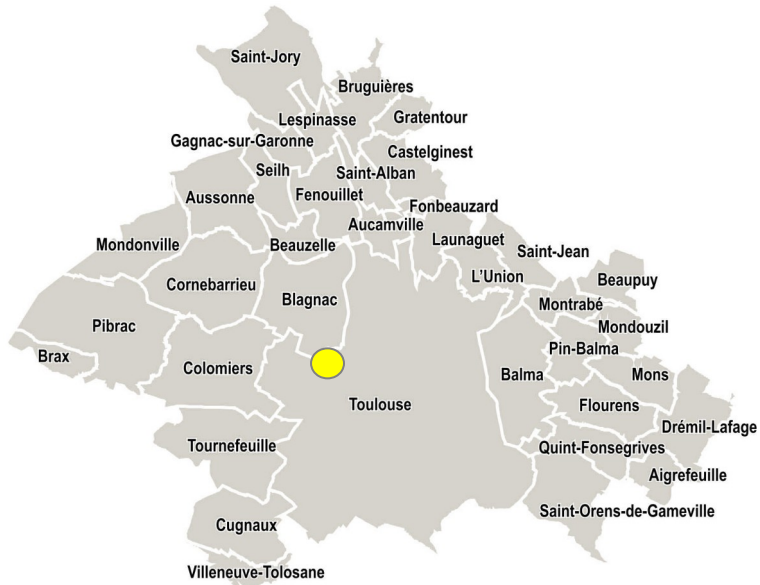 Saint-Jory
Bruguières
Lespinasse
Gratentour
Gagnac-sur-Garonne
Castelginest
Seilh
Saint-Alban
Aussonne
Fenouillet
Fonbeauzard
Aucamville
Mondonville
Beauzelle
Launaguet
Saint-Jean
L'Union
Beaupuy
Cornebarrieu
Blagnac
Montrabé
Pibrac
Mondouzil
Brax
Pin-Balma
Colomiers
Balma
Mons
Toulouse
Flourens
Drémil-Lafage
Tournefeuille
Quint-Fonsegrives
Aigrefeuille
Saint-Orens-de-Gameville
Cugnaux
Villeneuve-Tolosane